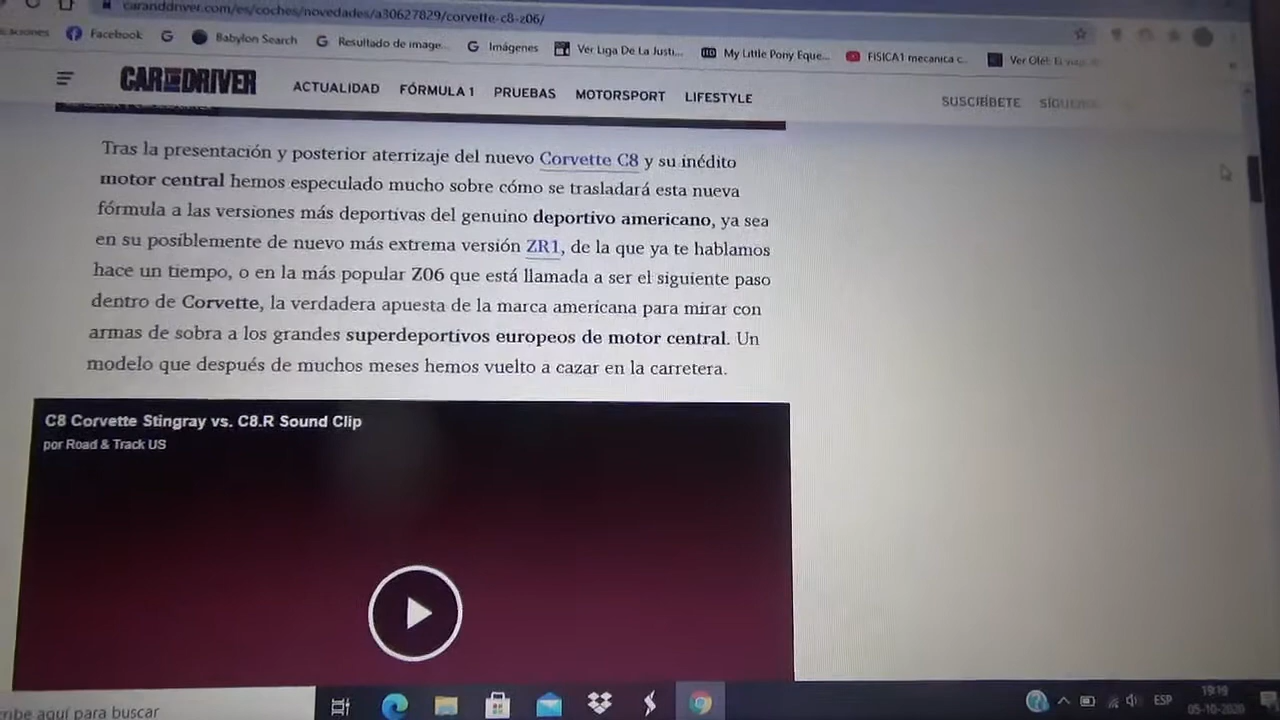 caranddriver.com/es/coches/novedades/a30627829/corvette-c8-z06/
Facebook
Babylon Search
Resultado de image...
Imágenes
Ver Liga De La Justi...
My Little Pony Eque...
FISICA1 mecanica c...
CAR DRIVER
ACTUALIDAD
FÓRMULA 1
PRUEBAS
MOTORSPORT
LIFESTYLE
SUSCRÍBETE
Tras la presentación y posterior aterrizaje del nuevo Corvette C8 y su inédito
motor central hemos especulado mucho sobre cómo se trasladará esta nueva
fórmula a las versiones más deportivas del genuino deportivo americano, ya sea
en su posiblemente de nuevo más extrema versión ZR1, de la que ya te hablamos
hace un tiempo, o en la más popular Z06 que está llamada a ser el siguiente paso
dentro de Corvette, la verdadera apuesta de la marca americana para mirar con
armas de sobra a los grandes superdeportivos europeos de motor central. Un
modelo que después de muchos meses hemos vuelto a cazar en la carretera.
C8 Corvette Stingray vs. C8.R Sound Clip
por Road & Track US
aquí para buscar
ESP
19:19
05-10-2020